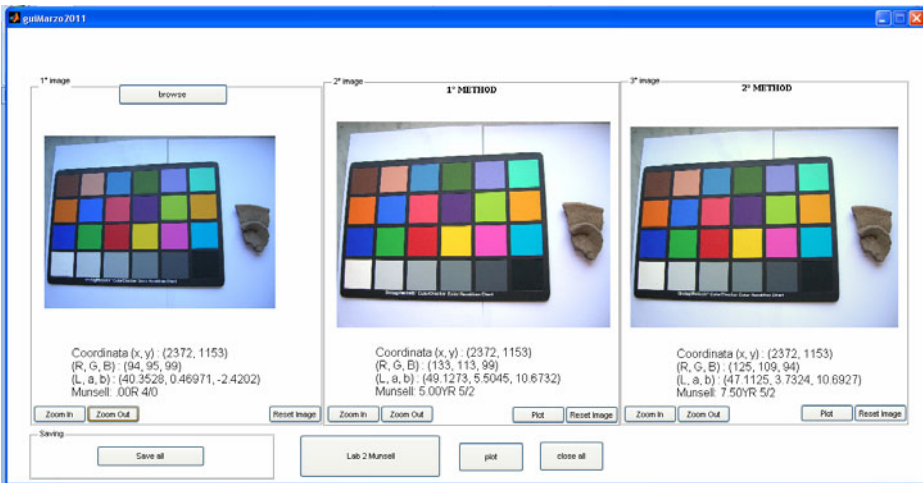 guiMarzo2011
1° image
browse
2° image
1° METHOD
3° image
2° METHOD
Coordinata (x, y) : (2372, 1153)
(R, G, B) : (94, 95, 99)
(L, a, b) : (40.3528, 0.46971, -2.4202)
Munsell: .00R 4/0
Coordinata (x, y) : (2372, 1153)
(R, G, B) : (133, 113, 99)
(L, a, b) : (49.1273, 5.5045, 10.6732)
Munsell: 5.00YR 5/2
Coordinata (x, y) : (2372, 1153)
(R, G, B) : (125, 109, 94)
(L, a, b) : (47.1125, 3.7324, 10.6927)
Munsell: 7.50YR 5/2
Zoom In Zoom Out Reset Image
Zoom In Zoom Out Plot Reset Image
Zoom In Zoom Out Plot Reset Image
Saving
Save all
Lab 2 Munsell
plot
close all